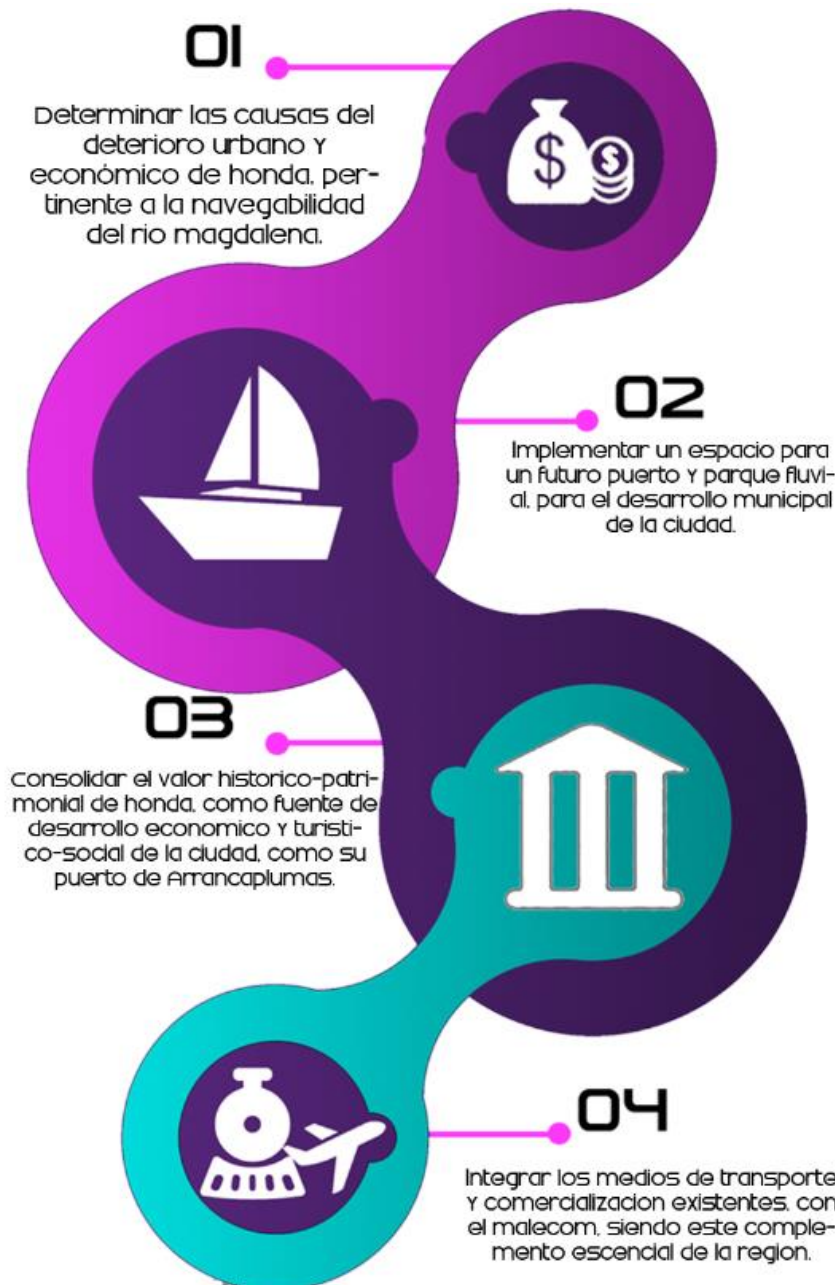 01
Determinar las causas del
deterioro urbano y
económico de honda, per-
tinente a la navegabilidad
del rio magdalena.
$
$
02
Implementar un espacio para
un futuro puerto y parque fluvi-
al, para el desarrollo municipal
de la ciudad.
03
Consolidar el valor historico-patri-
monial de honda, como fuente de
desarrollo economico y turisti-
co-social de la ciudad, como su
puerto de Arrancaplumas.
04
Integrar los medios de transporte
y comercializacion existentes, con
el malecom, siendo este comple-
mento escencial de la region.